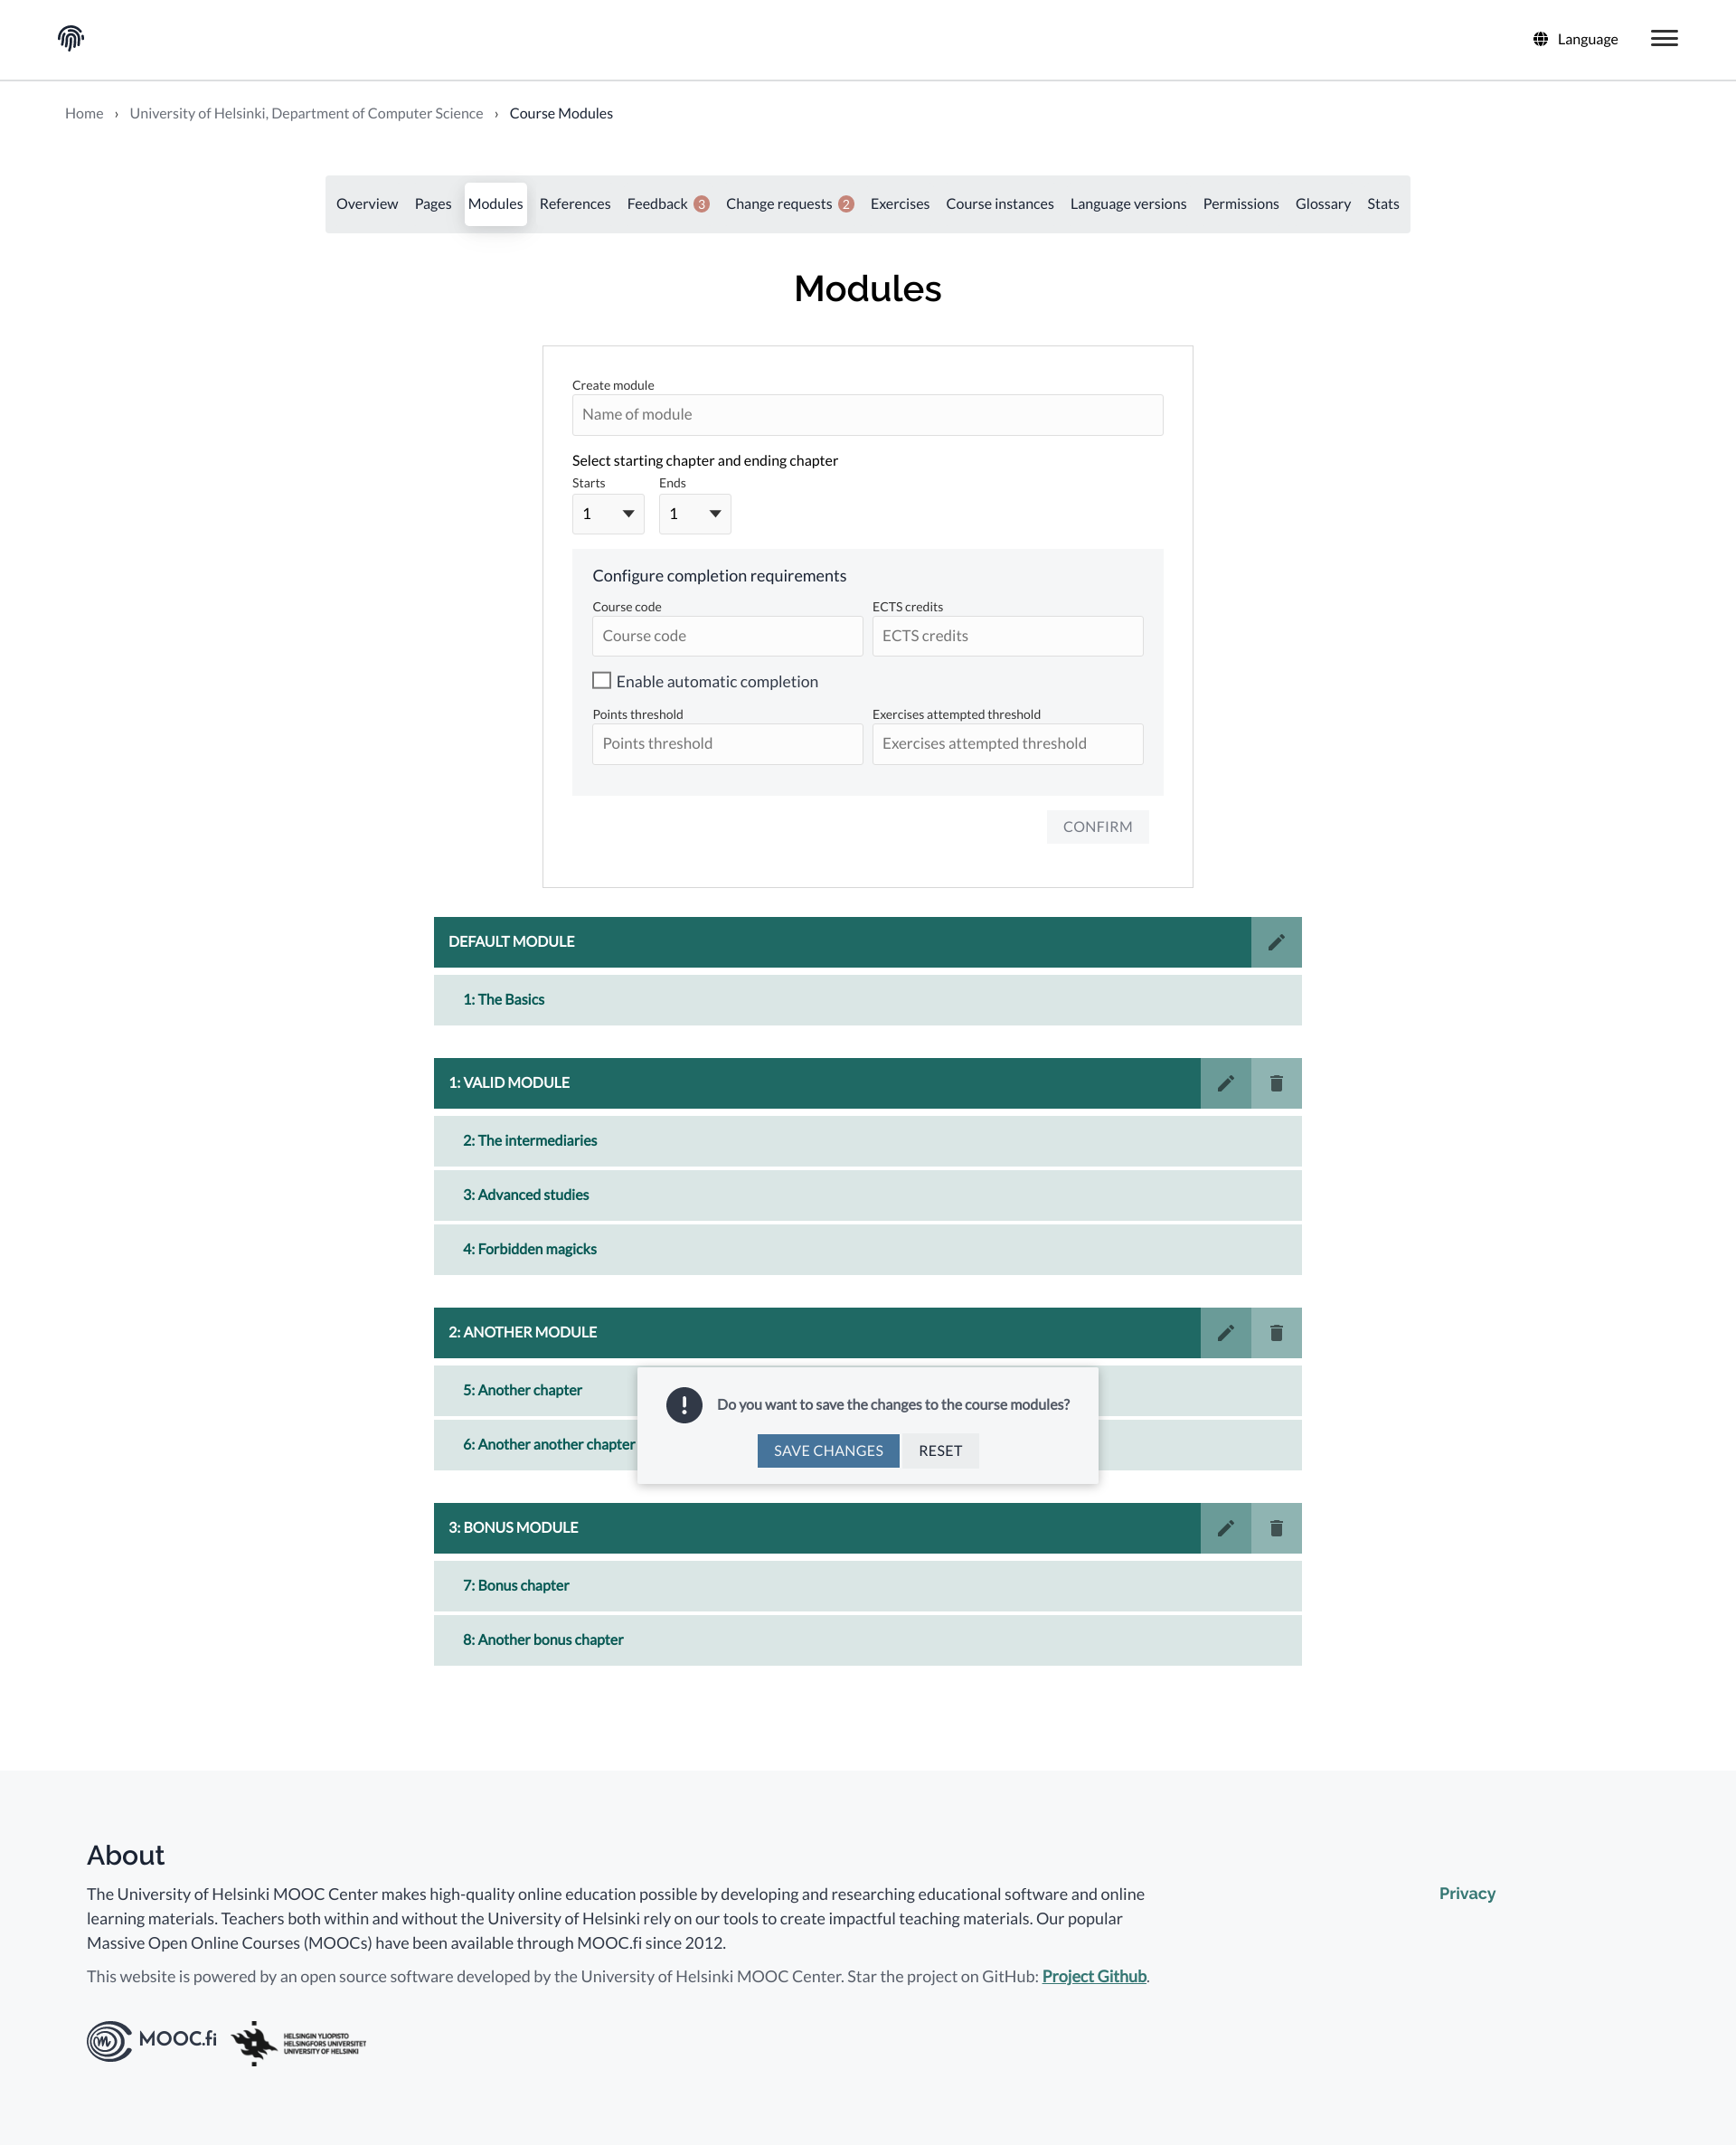 Language
Home › University of Helsinki, Department of Computer Science › Course Modules
Overview Pages Modules References Feedback 3 Change requests 2 Exercises Course instances Language versions Permissions Glossary Stats
Modules
Create module
Name of module
Select starting chapter and ending chapter
Starts Ends
1 1
Configure completion requirements
Course code ECTS credits
Course code ECTS credits
Enable automatic completion
Points threshold Exercises attempted threshold
Points threshold Exercises attempted threshold
CONFIRM
DEFAULT MODULE
1: The Basics
1: VALID MODULE
2: The intermediaries
3: Advanced studies
4: Forbidden magicks
2: ANOTHER MODULE
5: Another chapter
Do you want to save the changes to the course modules?
6: Another another chapter
SAVE CHANGES RESET
3: BONUS MODULE
7: Bonus chapter
8: Another bonus chapter
About
The University of Helsinki MOOC Center makes high-quality online education possible by developing and researching educational software and online
learning materials. Teachers both within and without the University of Helsinki rely on our tools to create impactful teaching materials. Our popular
Massive Open Online Courses (MOOCs) have been available through MOOC.fi since 2012.
This website is powered by an open source software developed by the University of Helsinki MOOC Center. Star the project on GitHub: Project Github.
Privacy
MOOC.fi
HELSINGIN YLIOPISTO
HELSINGFORS UNIVERSITET
UNIVERSITY OF HELSINKI